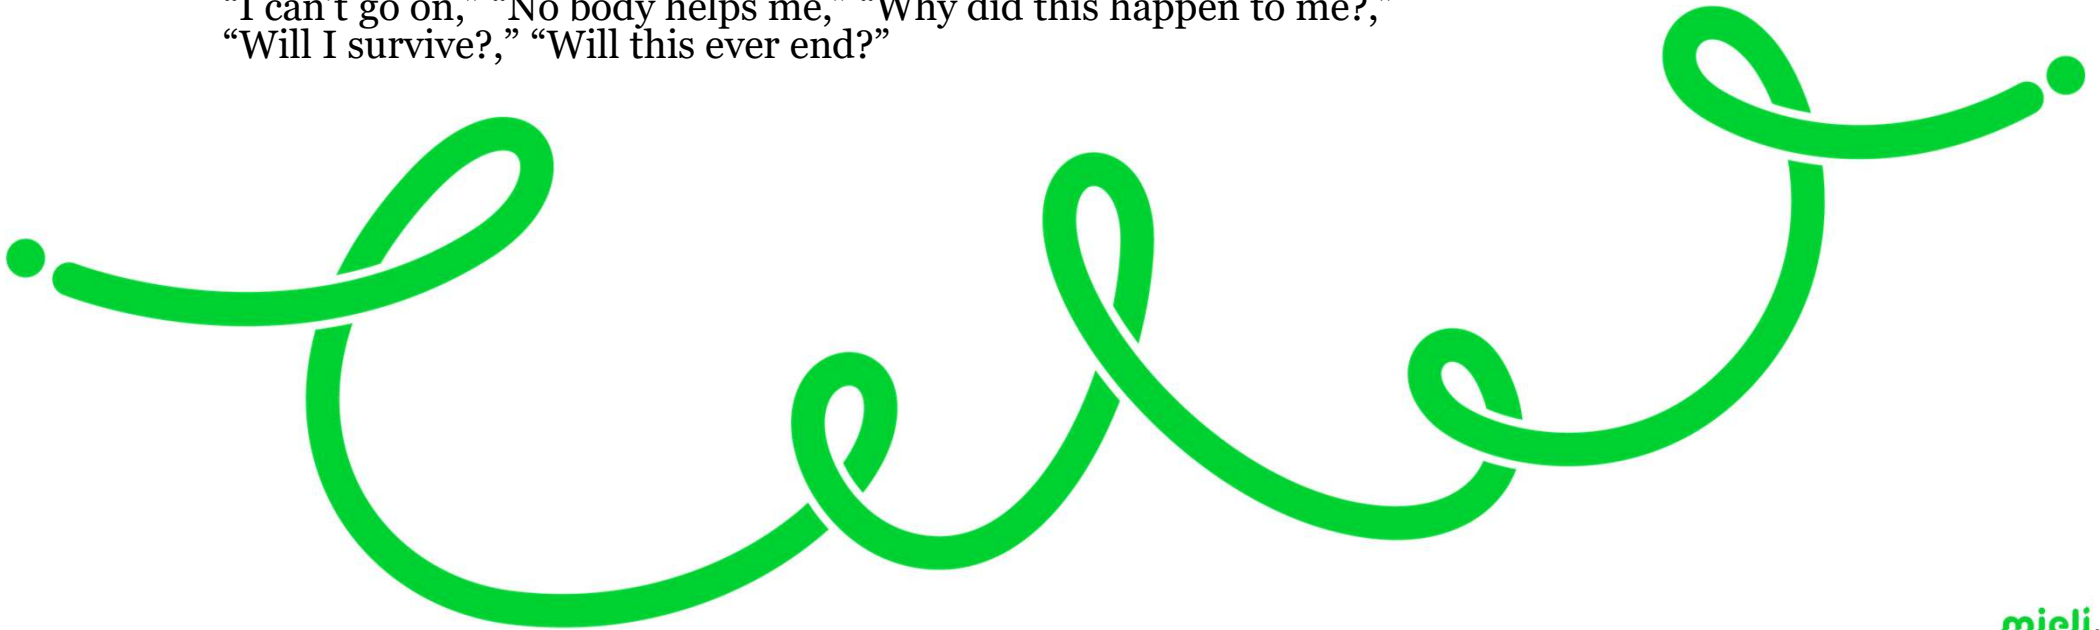 “I can't go on,” “No body helps me,” “Why did this happen to me?,”
“Will I survive?,” “Will this ever end?”
mieli